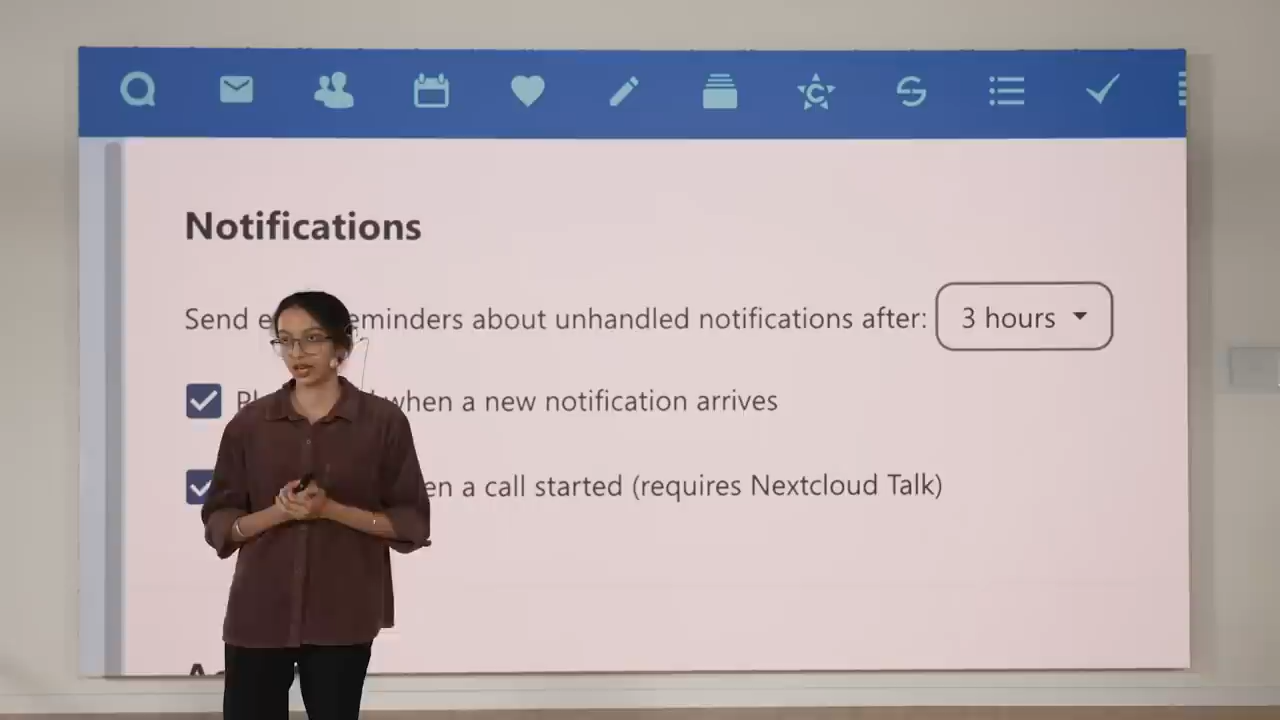 Notifications
Send eminders about unhandled notifications after: 3 hours
when a new notification arrives
en a call started (requires Nextcloud Talk)